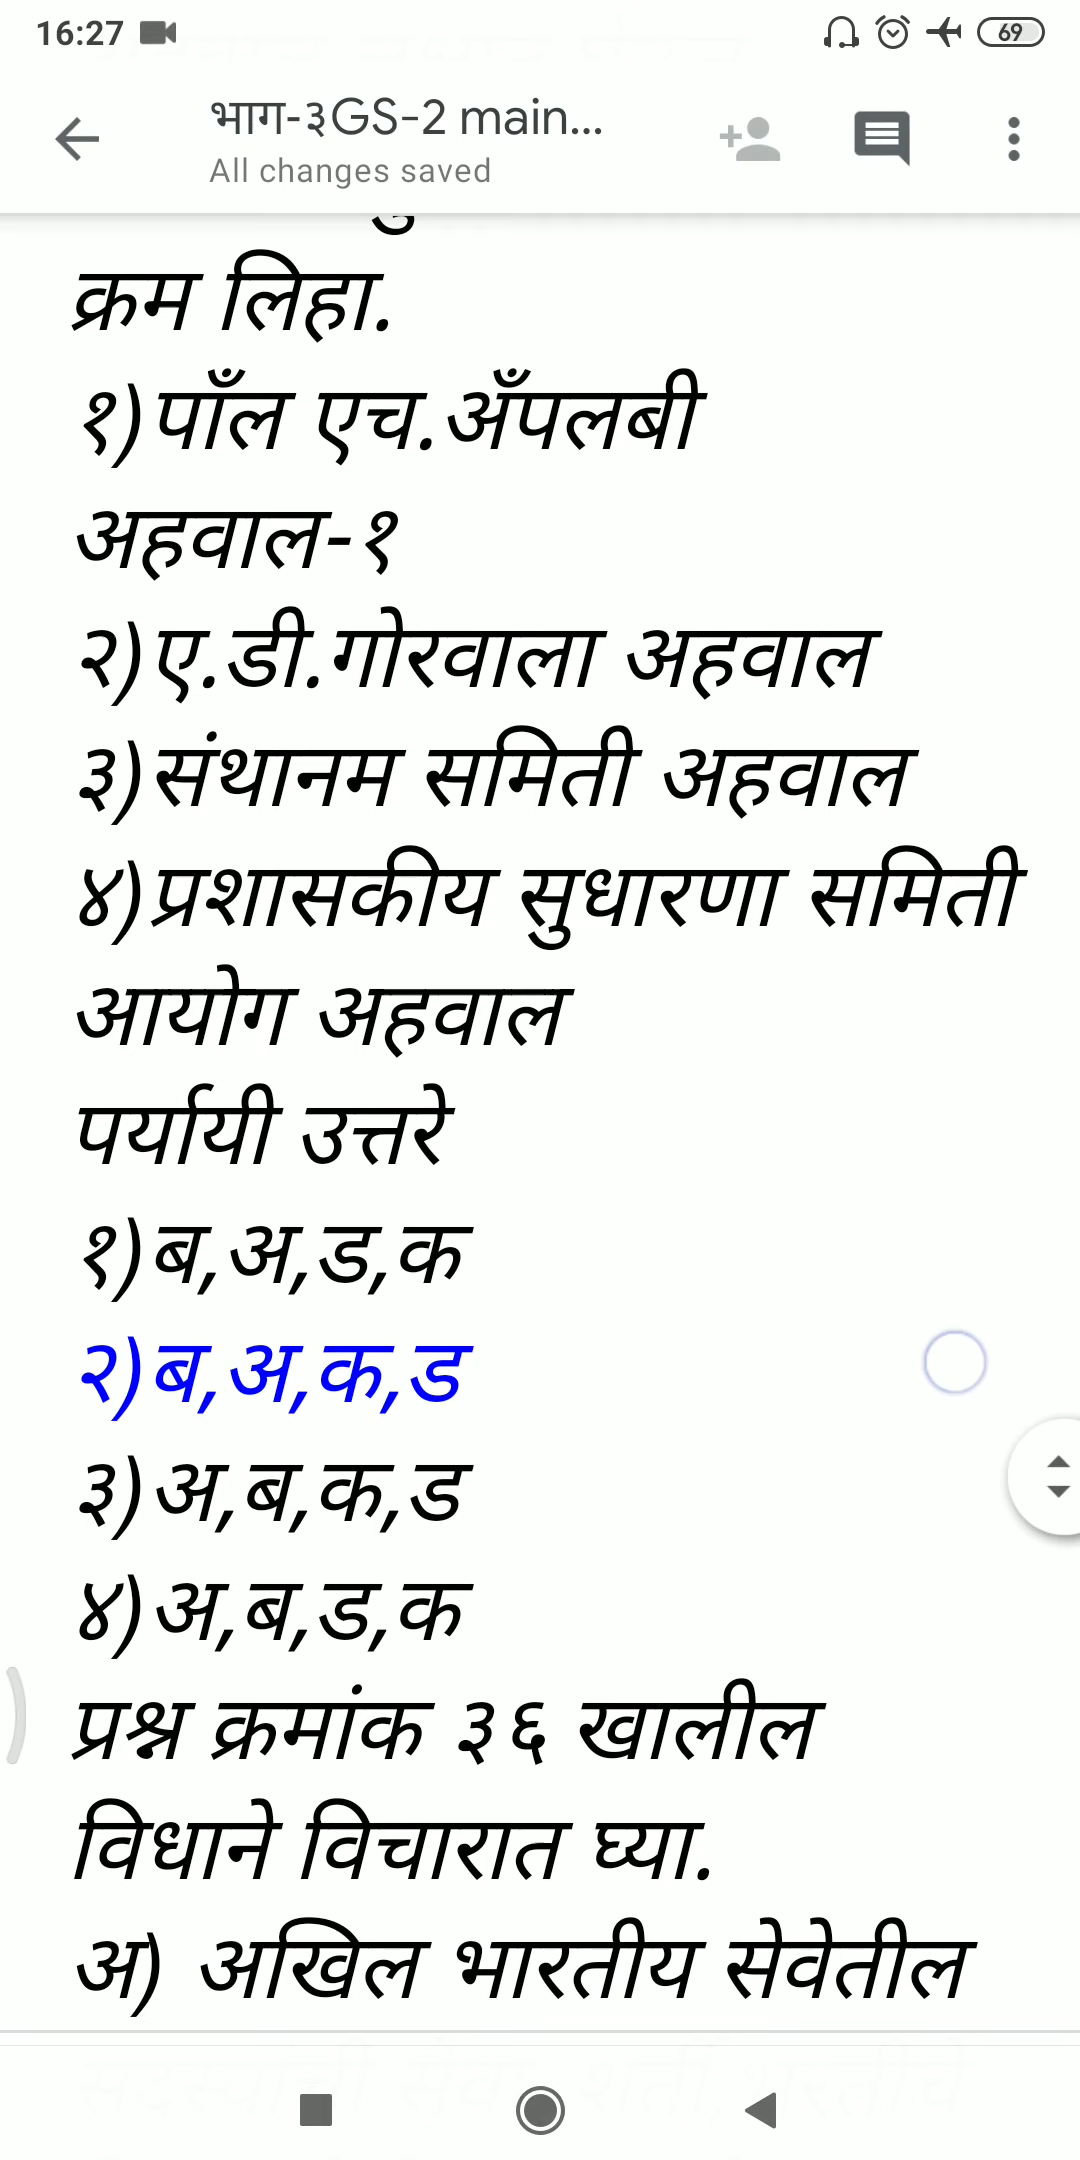 16:27
69
भाग-३GS-2 main...
All changes saved
क्रम लिहा.
१)पाँल एच.अँपलबी
अहवाल-१
२)ए.डी.गोरवाला अहवाल
३)संथानम समिती अहवाल
४)प्रशासकीय सुधारणा समिती
आयोग अहवाल
पर्यायी उत्तरे
१)ब,अ,ड,क
२)ब,अ,क,ड
३)अ,ब,क,ड
४)अ,ब,ड,क
प्रश्न क्रमांक ३६ खालील
विधाने विचारात घ्या.
अ) अखिल भारतीय सेवेतील